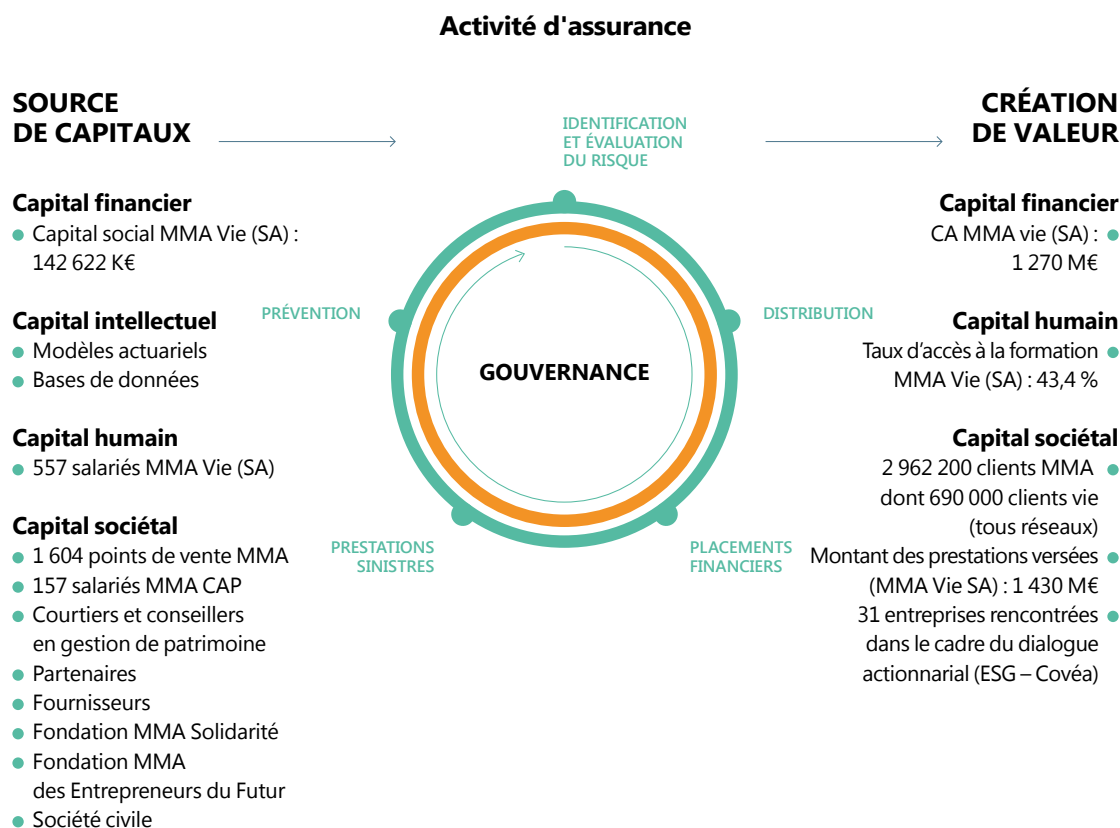 Activité d'assurance
SOURCE
DE CAPITAUX
Capital financier
Capital social MMA Vie (SA) :
142 622 K€
Capital intellectuel
Modèles actuariels
Bases de données
Capital humain
557 salariés MMA Vie (SA)
Capital sociétal
1 604 points de vente MMA
157 salariés MMA CAP
Courtiers et conseillers
en gestion de patrimoine
Partenaires
Fournisseurs
Fondation MMA Solidarité
Fondation MMA
des Entrepreneurs du Futur
Société civile
IDENTIFICATION
ET ÉVALUATION
DU RISQUE
PRÉVENTION
DISTRIBUTION
GOUVERNANCE
PRESTATIONS
SINISTRES
PLACEMENTS
FINANCIERS
CRÉATION
DE VALEUR
Capital financier
CA MMA vie (SA) :
1 270 M€
Capital humain
Taux d’accès à la formation
MMA Vie (SA) : 43,4 %
Capital sociétal
2 962 200 clients MMA
dont 690 000 clients vie
(tous réseaux)
Montant des prestations versées
(MMA Vie SA) : 1 430 M€
31 entreprises rencontrées
dans le cadre du dialogue
actionnarial (ESG – Covéa)